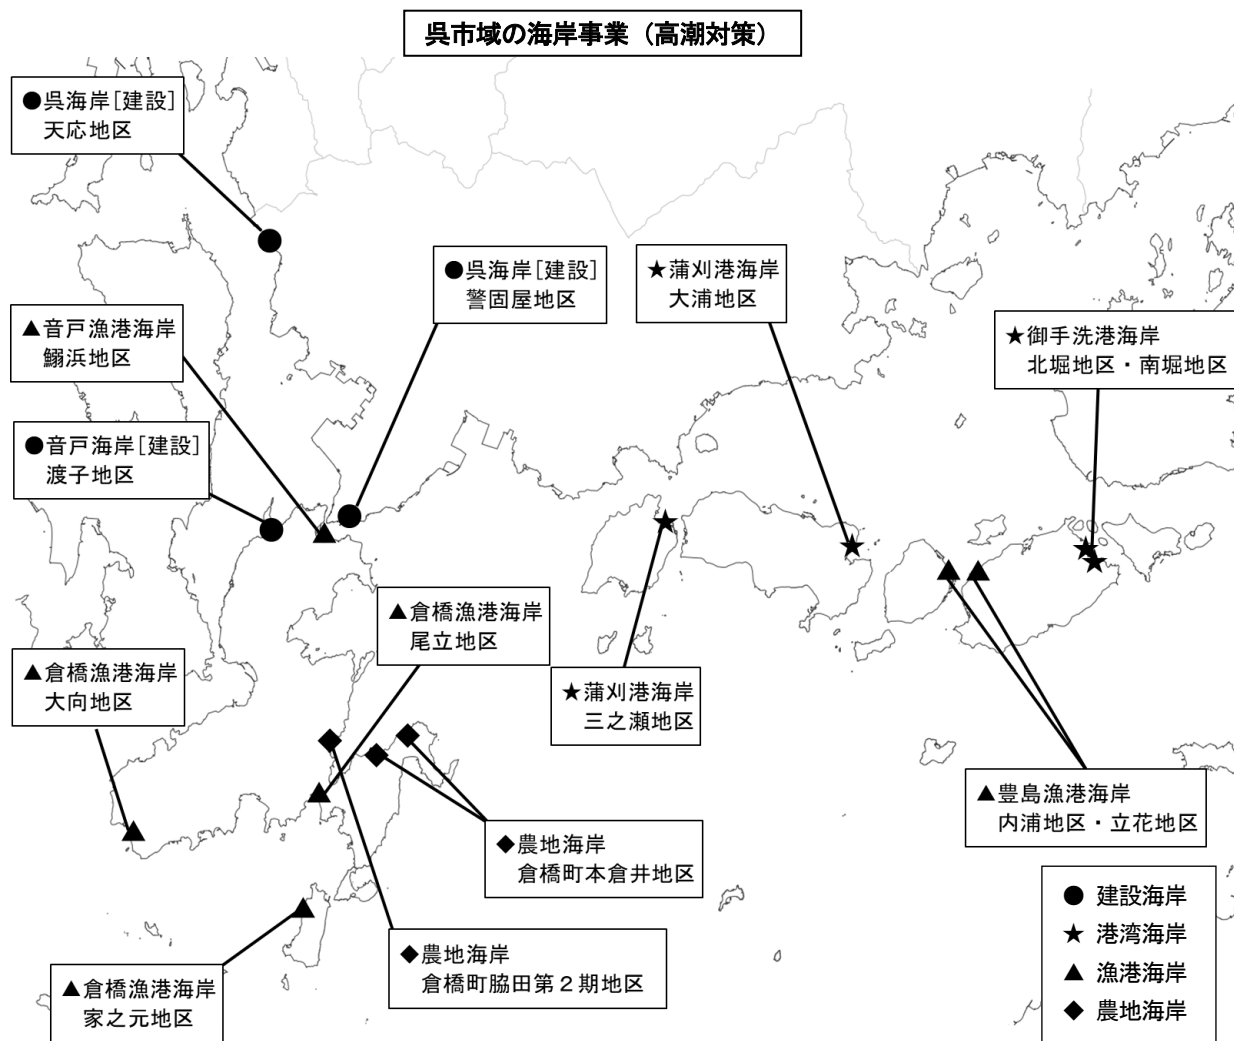 呉市域の海岸事業（高潮対策）
●呉海岸［建設］
天応地区
●呉海岸［建設］
警固屋地区
★蒲刈港海岸
大浦地区
★御手洗港海岸
北堀地区・南堀地区
▲音戸漁港海岸
鰯浜地区
●音戸海岸［建設］
渡子地区
▲倉橋漁港海岸
尾立地区
▲倉橋漁港海岸
大向地区
★蒲刈港海岸
三之瀬地区
▲豊島漁港海岸
内浦地区・立花地区
◆農地海岸
倉橋町本倉井地区
◆農地海岸
倉橋町脇田第２期地区
▲倉橋漁港海岸
家之元地区
● 建設海岸
★ 港湾海岸
▲ 漁港海岸
◆ 農地海岸